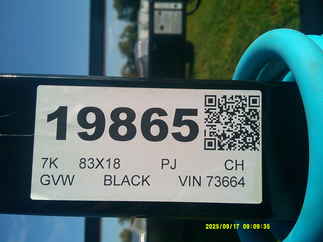 19865
7K 83X18 PJ CH
GVW BLACK VIN 73664
2025/09/17 09:09:35